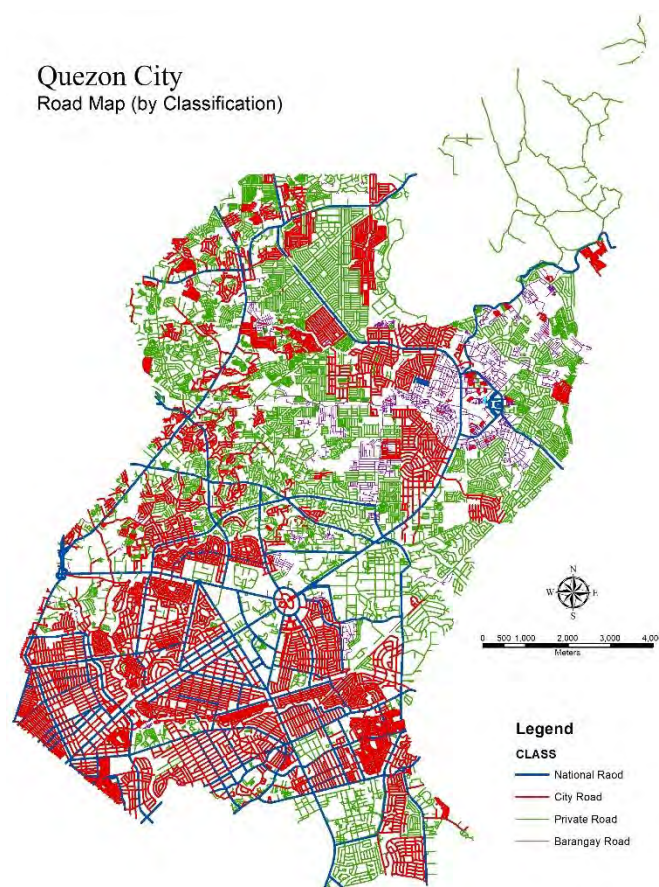 Quezon City
Road Map (by Classification)
N
W E
S
0 500 1,000 2,000 3,000 4,00
Meters
Legend
CLASS
National Raod
City Road
Private Road
Barangay Road